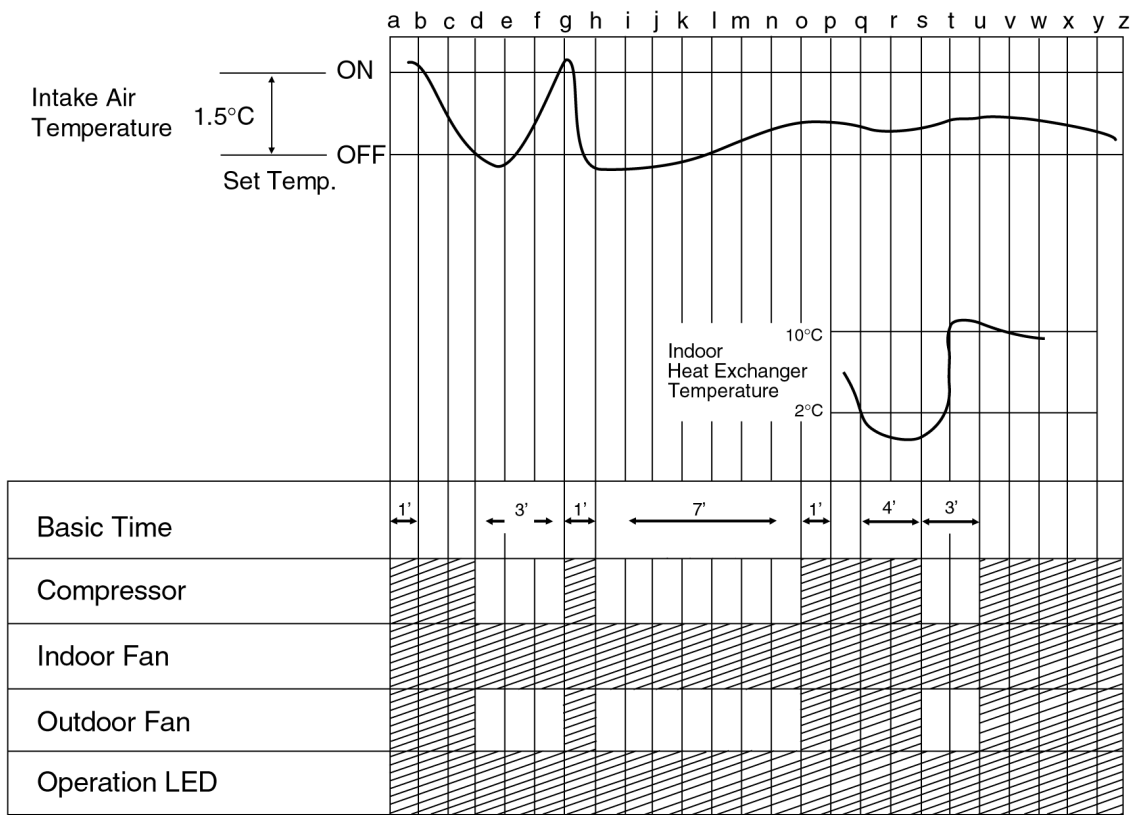 a b c d e f g h i j k l m n o p q r s t u v w x y z
ON
Intake Air
Temperature
1.5°C
OFF
Set Temp.
10°C
Indoor
Heat Exchanger
Temperature
2°C
Basic Time
1’ 3’ 1’ 7’ 1’ 4’ 3’
Compressor
Indoor Fan
Outdoor Fan
Operation LED